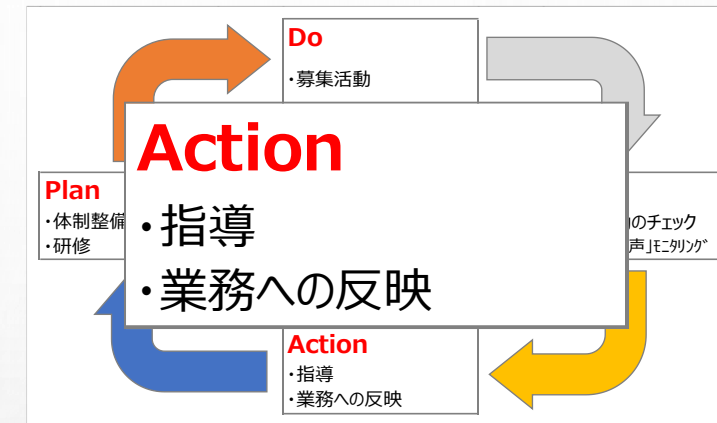 Do
・募集活動
Action
・指導
・業務への反映
Plan
・体制整備
・研修
のチェック
声」ﾓﾆﾀﾘﾝｸﾞ
Action
・指導
・業務への反映